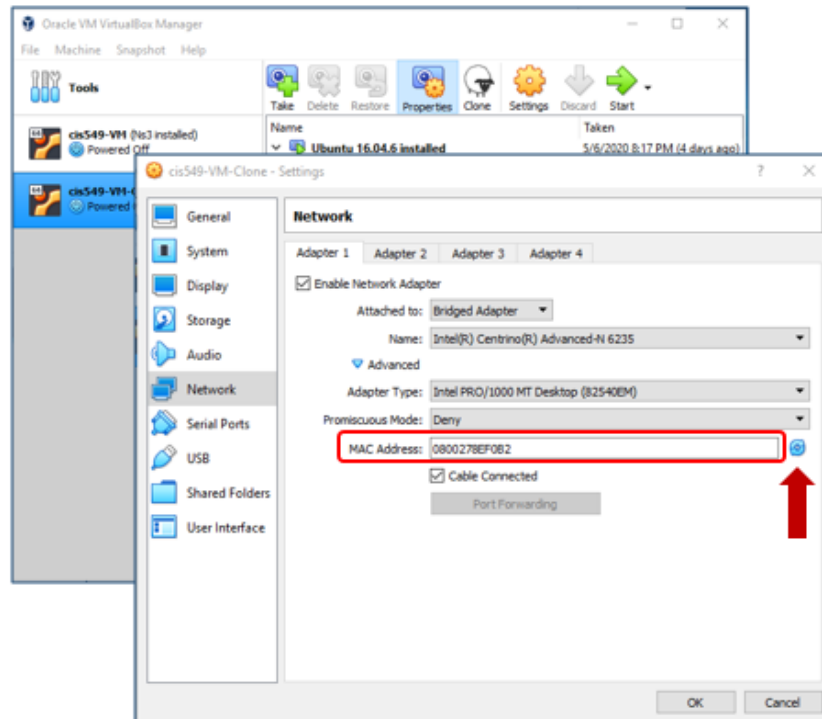 Oracle VM VirtualBox Manager
File Machine Snapshot Help
Tools
Take Delete Restore Properties Clone Settings Discard Start
Name Taken
cis549-VM (Ns3 installed)
Powered Off
Ubuntu 16.04.6 installed 5/6/2020 8:17 PM (4 days ago)
cis549-VM-C
Powered
cis549-VM-Clone - Settings
General
System
Display
Storage
Audio
Network
Serial Ports
USB
Shared Folders
User Interface
Network
Adapter 1 Adapter 2 Adapter 3 Adapter 4
Enable Network Adapter
Attached to: Bridged Adapter
Name: Intel(R) Centrino(R) Advanced-N 6235
Advanced
Adapter Type: Intel PRO/1000 MT Desktop (82540EM)
Promiscuous Mode: Deny
MAC Address: 0800278EF0B2
Cable Connected
Port Forwarding
OK Cancel